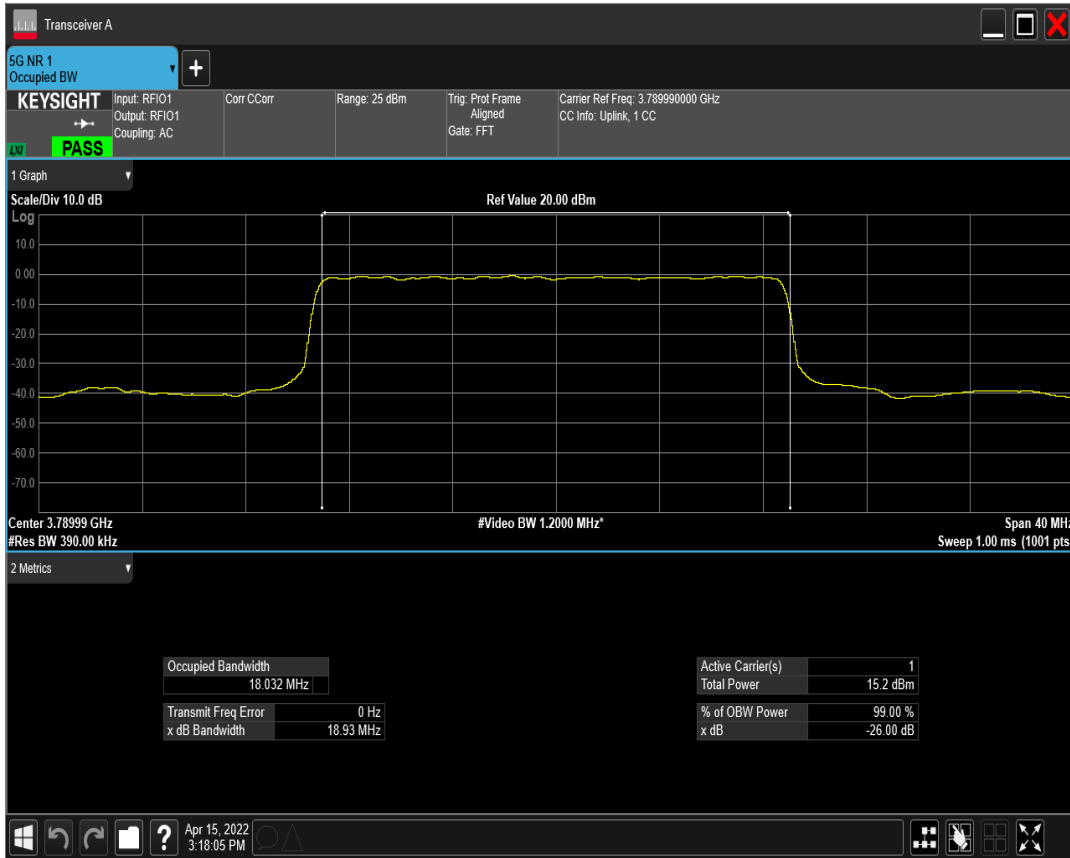 Transceiver A
5G NR 1
Occupied BW
+
KEYSIGHT
LXI
PASS
Input: RFIO1
Output: RFIO1
Coupling: AC
Corr CCorr
Range: 25 dBm
Trig: Prot Frame
Aligned
Gate: FFT
Carrier Ref Freq: 3.789990000 GHz
CC Info: Uplink, 1 CC
1 Graph
Scale/Div 10.0 dB
Ref Value 20.00 dBm
Log
10.0
0.00
-10.0
-20.0
-30.0
-40.0
-50.0
-60.0
-70.0
Center 3.78999 GHz
#Video BW 1.2000 MHz*
Span 40 MHz
#Res BW 390.00 kHz
Sweep 1.00 ms (1001 pts
2 Metrics
Occupied Bandwidth
18.032 MHz
Transmit Freq Error 0 Hz
x dB Bandwidth 18.93 MHz
Active Carrier(s) 1
Total Power 15.2 dBm
% of OBW Power 99.00 %
x dB -26.00 dB
?
Apr 15, 2022
3:18:05 PM